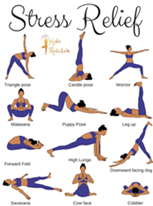 Stress Relief
Triangle pose
Candle pose
Warrior
Malasana
Puppy Pose
Leg up
Forward Fold
High Lunge
Downward facing dog
Savasana
Cow face
Cobbler